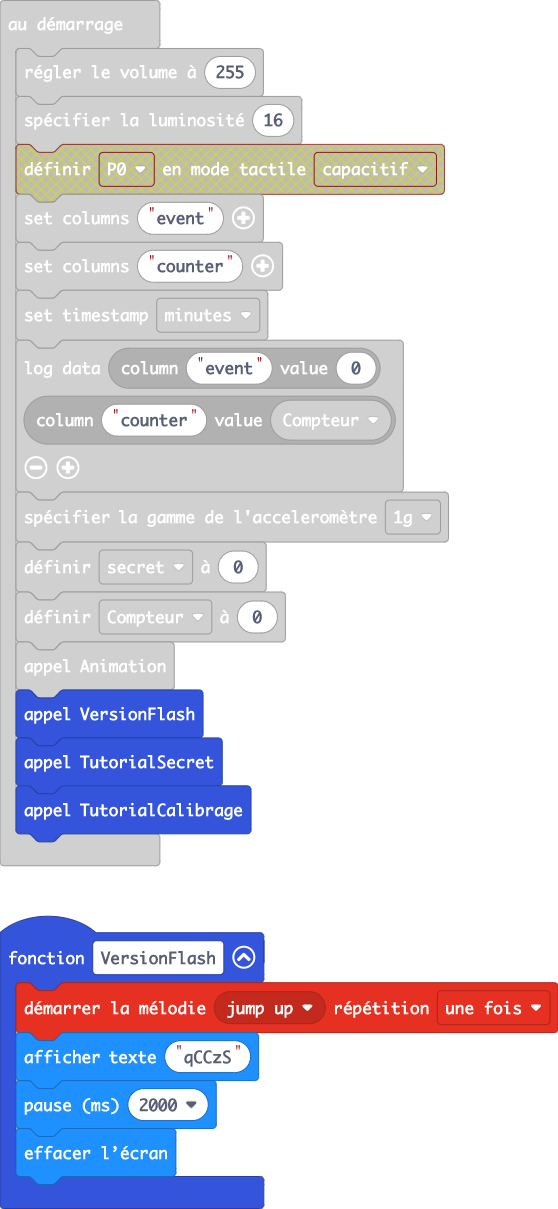 au démarrage
régler le volume à 255
spécifier la luminosité 16
définir P0 en mode tactile capacitif
set columns "event"
set columns "counter"
set timestamp minutes
log data column "event" value 0
column "counter" value Compteur
spécifier la gamme de l'acceleromètre 1g
définir secret à 0
définir Compteur à 0
appel Animation
appel VersionFlash
appel TutorialSecret
appel TutorialCalibrage
fonction VersionFlash
démarrer la mélodie jump up répétition une fois
afficher texte "qCCzS"
pause (ms) 2000
effacer l’écran